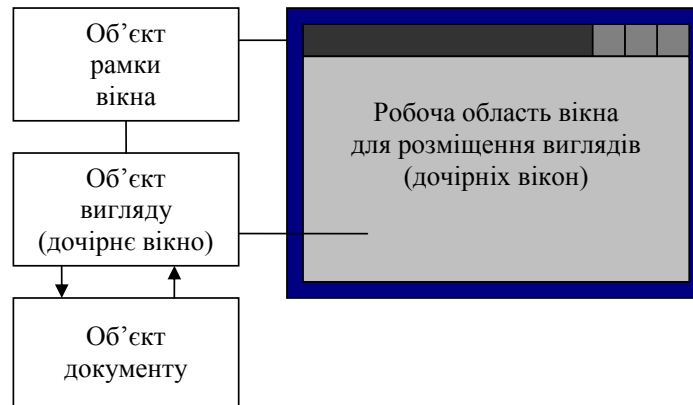 Об’єкт
рамки
вікна
Робоча область вікна
для розміщення виглядів
(дочірніх вікон)
Об’єкт
вигляду
(дочірнє вікно)
Об’єкт
документу